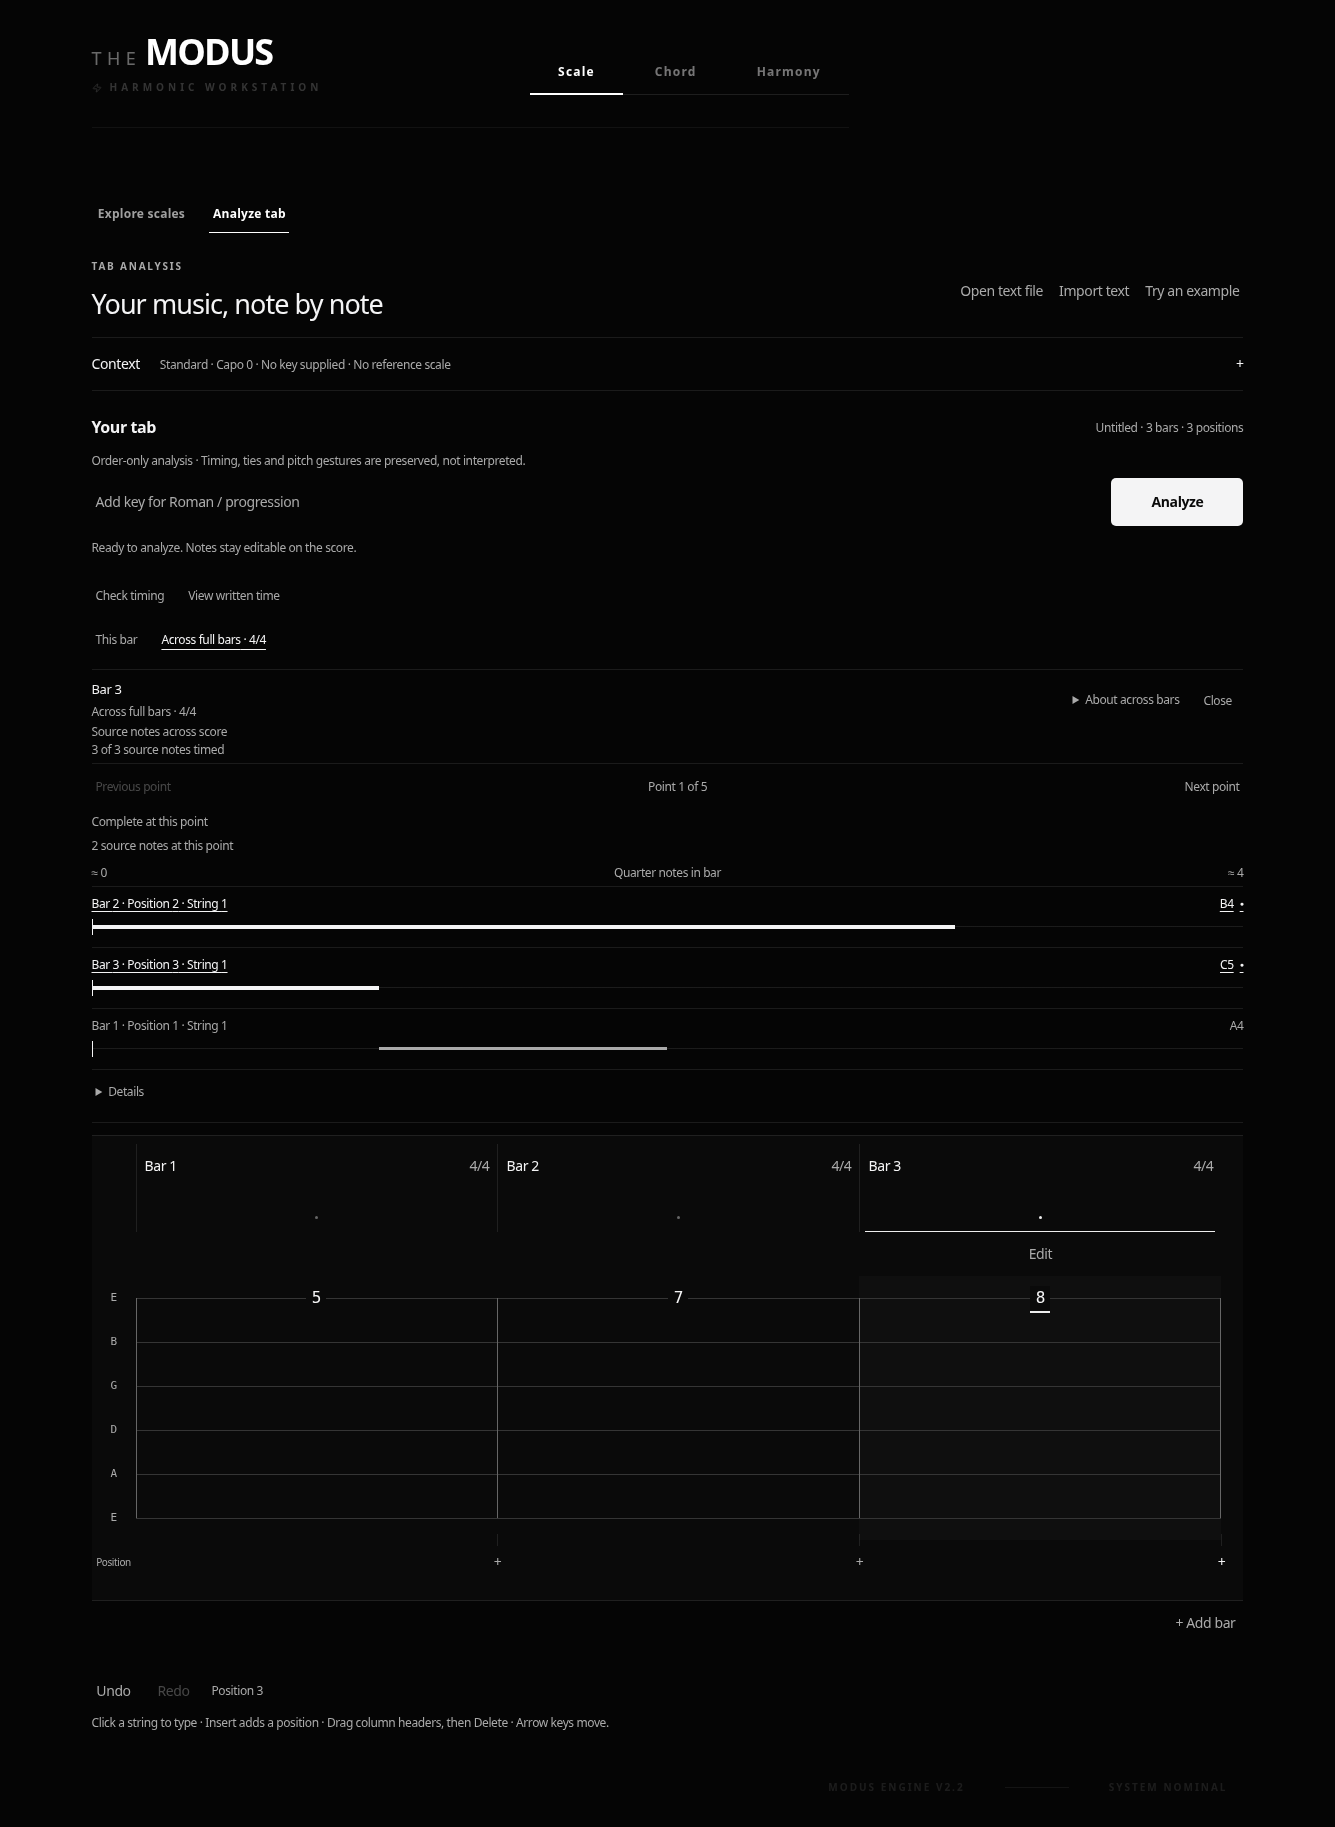 THE MODUS
HARMONIC WORKSTATION
Scale Chord Harmony
Explore scales Analyze tab
TAB ANALYSIS
Your music, note by note
Open text file Import text Try an example
Context Standard · Capo 0 · No key supplied · No reference scale +
Your tab Untitled · 3 bars · 3 positions
Order-only analysis · Timing, ties and pitch gestures are preserved, not interpreted.
Add key for Roman / progression Analyze
Ready to analyze. Notes stay editable on the score.
Check timing View written time
This bar Across full bars · 4/4
Bar 3
Across full bars · 4/4
Source notes across score
3 of 3 source notes timed
▶ About across bars Close
Previous point Point 1 of 5 Next point
Complete at this point
2 source notes at this point
≈ 0 Quarter notes in bar ≈ 4
Bar 2 · Position 2 · String 1 B4 •
Bar 3 · Position 3 · String 1 C5 •
Bar 1 · Position 1 · String 1 A4
▶ Details
Bar 1 4/4 Bar 2 4/4 Bar 3 4/4
Edit
E 5 7 8
B
G
D
A
E
Position + + +
+ Add bar
Undo Redo Position 3
Click a string to type · Insert adds a position · Drag column headers, then Delete · Arrow keys move.
MODUS ENGINE V2.2 SYSTEM NOMINAL